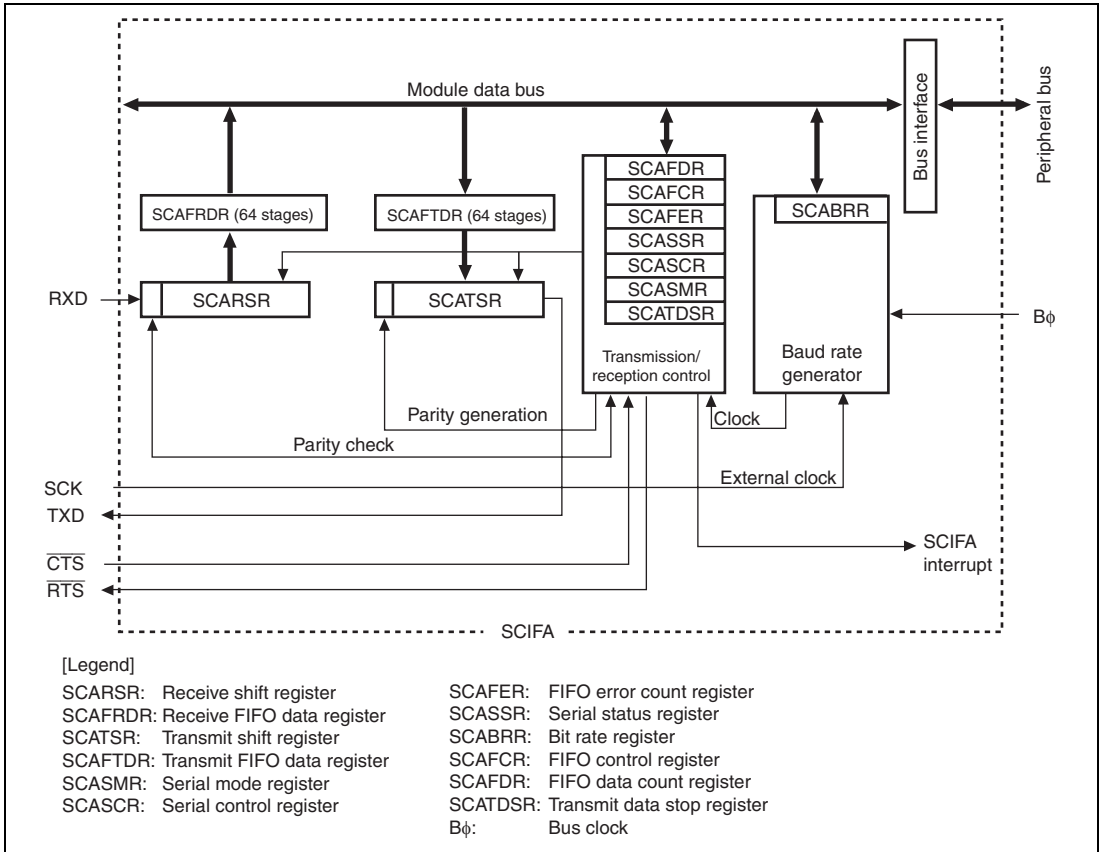 Module data bus
Bus interface
Peripheral bus
SCAFRDR (64 stages)
SCAFTDR (64 stages)
SCAFDR
SCAFCR
SCAFER
SCASSR
SCASCR
SCASMR
SCATDSR
Transmission/
reception control
SCABRR
Baud rate
generator
RXD
SCARSR
SCATSR
Bϕ
Parity generation
Clock
Parity check
SCK
External clock
TXD
C̅T̅S̅
R̅T̅S̅
SCIFA
interrupt
SCIFA
[Legend]
SCARSR: Receive shift register
SCAFRDR: Receive FIFO data register
SCATSR: Transmit shift register
SCAFTDR: Transmit FIFO data register
SCASMR: Serial mode register
SCASCR: Serial control register
SCAFER: FIFO error count register
SCASSR: Serial status register
SCABRR: Bit rate register
SCAFCR: FIFO control register
SCAFDR: FIFO data count register
SCATDSR: Transmit data stop register
Bϕ: Bus clock